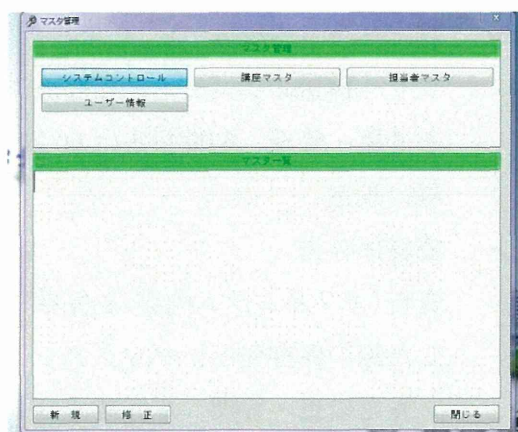 マスタ管理
マスタ管理
システムコントロール 講座マスタ 担当者マスタ
ユーザー情報
マスタ一覧
新 規 修 正 閉じる